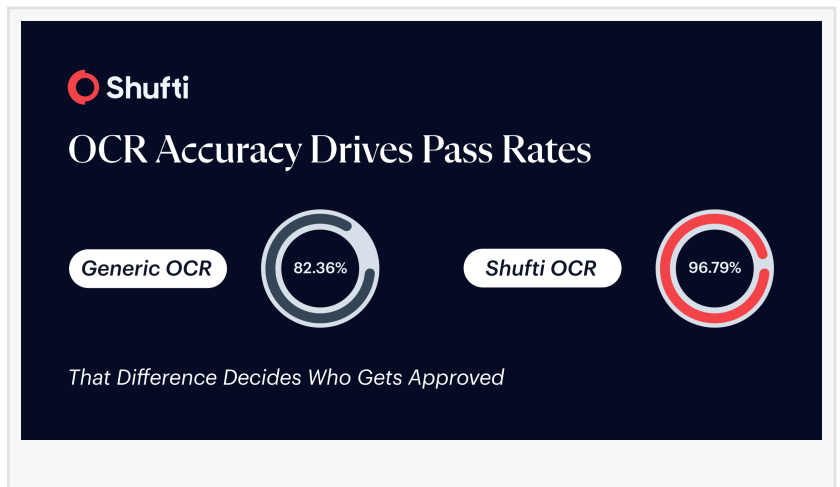 Shufti
OCR Accuracy Drives Pass Rates
Generic OCR
82.36%
Shufti OCR
96.79%
That Difference Decides Who Gets Approved